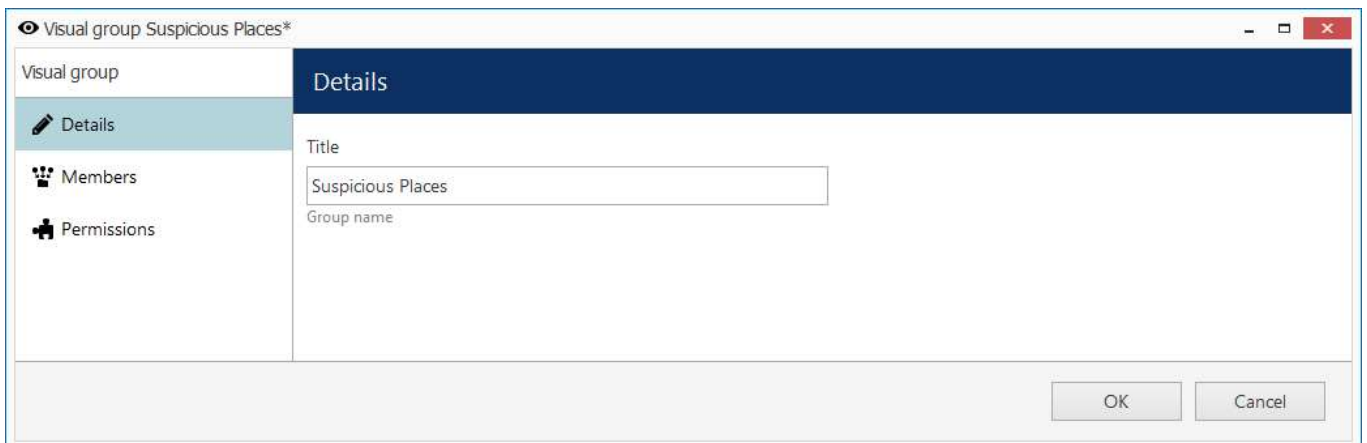 Visual group Suspicious Places*
Visual group
Details
Members
Permissions
Details
Title
Suspicious Places
Group name
OK
Cancel